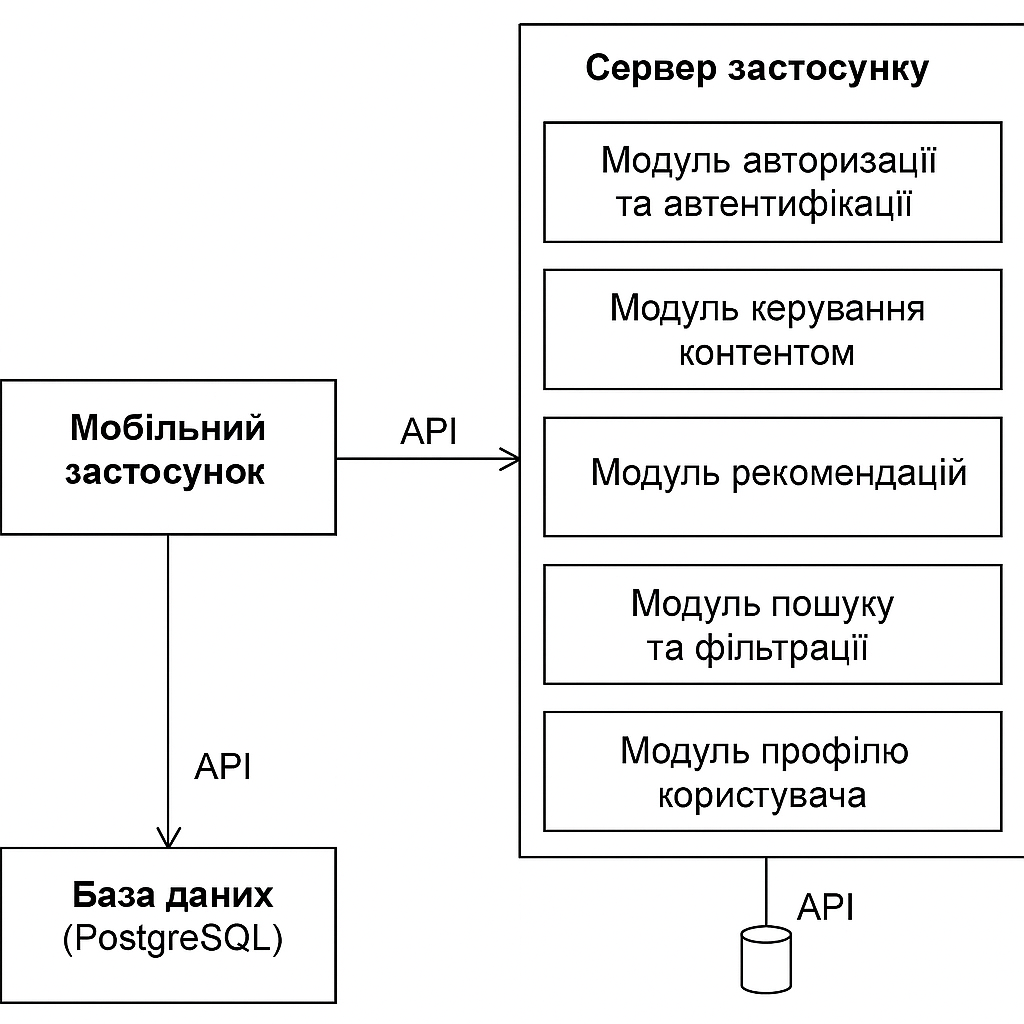 Сервер застосунку
Модуль авторизації
та автентифікації
Модуль керування
контентом
Мобільний
застосунок
API
Модуль рекомендацій
Модуль пошуку
та фільтрації
Модуль профілю
користувача
API
База даних
(PostgreSQL)
API